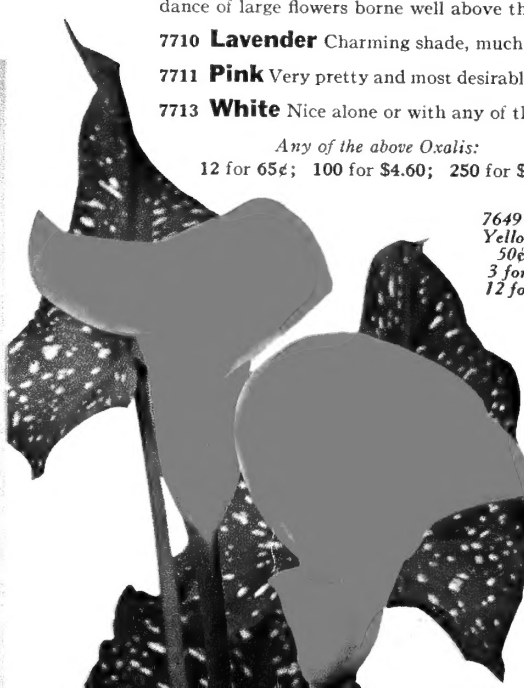 dance of large flowers borne well above th
7710 Lavender Charming shade, much
7711 Pink Very pretty and most desirabl
7713 White Nice alone or with any of th
Any of the above Oxalis:
12 for 65¢; 100 for $4.60; 250 for $
7649
Yello
50¢
3 for
12 fo